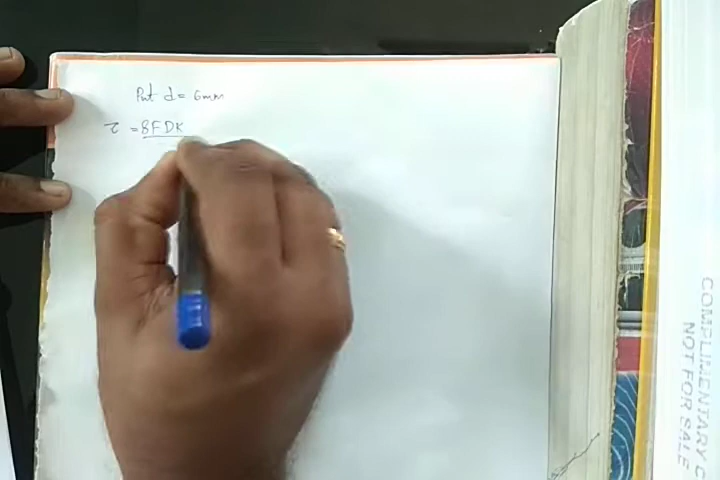 Put d = 6mm
τ = 8FDK
COMPLIMENTARY C
NOT FOR SALE